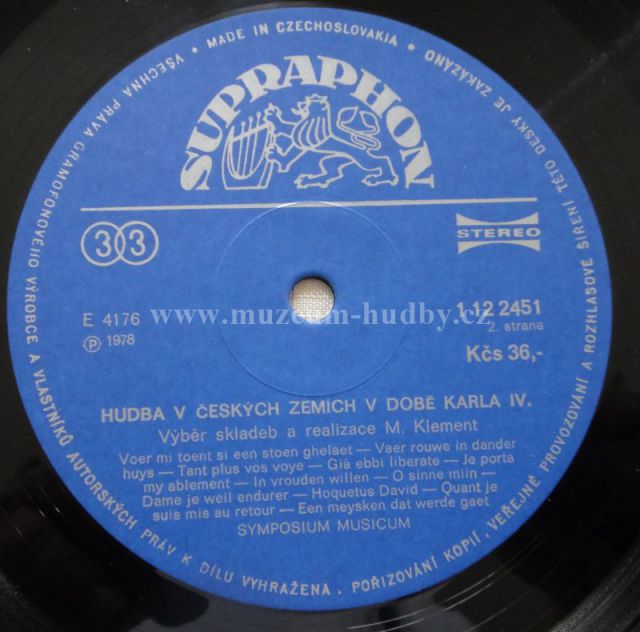 VŠECHNA PRÁVA GRAMOFONOVÉHO VÝROBCE A VLASTNÍKŮ AUTORSKÝCH PRÁV K DÍLU VYHRAŽENA. POŘIZOVÁNÍ KOPIÍ, VEŘEJNÉ PROVOZOVÁNÍ A ROZHLASOVÉ ŠÍŘENÍ TÉTO DESKY JE ZAKÁZÁNO
• MADE IN CZECHOSLOVAKIA •
SUPRAPHON
33
STEREO
E 4176
℗ 1978
www.muzeum-hudby.cz
1 12 2451
2. strana
Kčs 36,-
HUDBA V ČESKÝCH ZEMÍCH V DOBĚ KARLA IV.
Výběr skladeb a realizace M. Klement
Voer mi toent si een stoen ghelaet — Vaer rouwe in dander
huys — Tant plus vos voye — Già ebbi liberate — Je porta
my ablement — In vrouden willen — O sinne mijn —
Dame je weil endurer — Hoquetus David — Quant je
suis mis au retour — Een meysken dat werde gaet
SYMPOSIUM MUSICUM